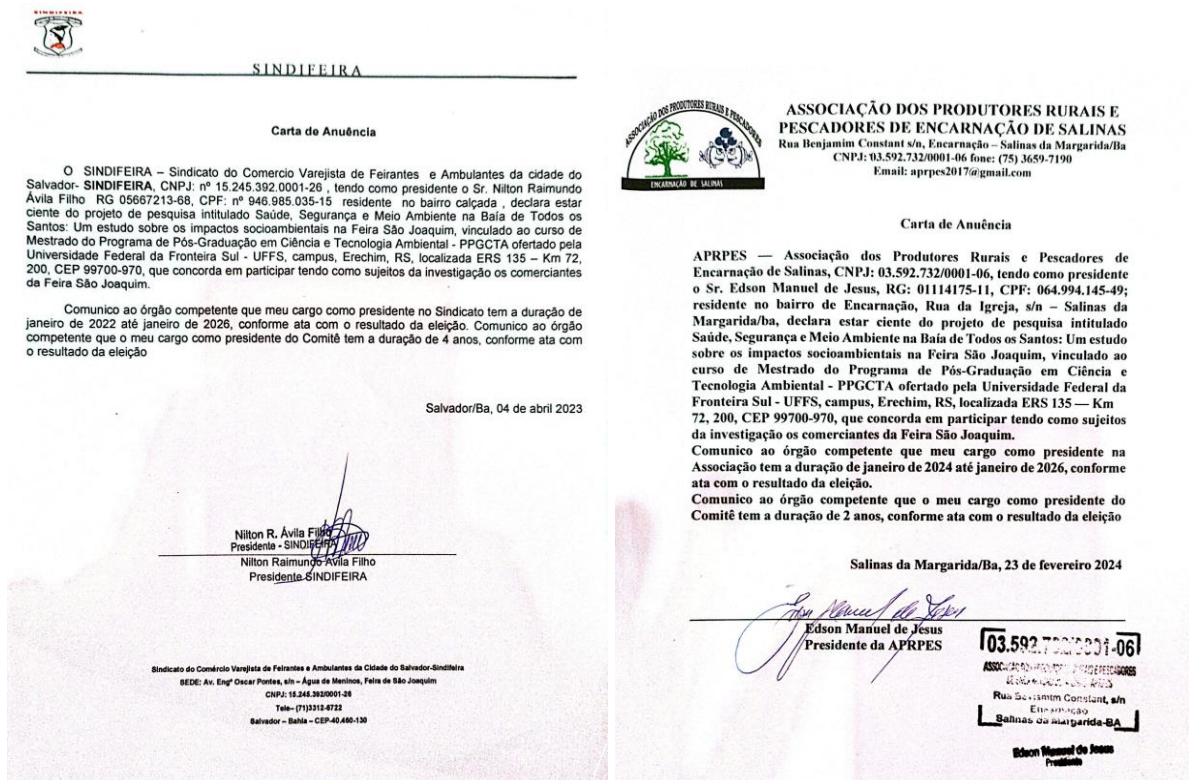 SINDIFEIRA
SINDIFEIRA
Carta de Anuência
O SINDIFEIRA – Sindicato do Comercio Varejista de Feirantes e Ambulantes da cidade do
Salvador- SINDIFEIRA, CNPJ: nº 15.245.392.0001-26 , tendo como presidente o Sr. Nilton Raimundo
Ávila Filho RG 05667213-68, CPF: nº 946.985.035-15 residente no bairro calçada , declara estar
ciente do projeto de pesquisa intitulado Saúde, Segurança e Meio Ambiente na Baía de Todos os
Santos: Um estudo sobre os impactos socioambientais na Feira São Joaquim, vinculado ao curso de
Mestrado do Programa de Pós-Graduação em Ciência e Tecnologia Ambiental - PPGCTA ofertado pela
Universidade Federal da Fronteira Sul - UFFS, campus, Erechim, RS, localizada ERS 135 – Km 72,
200, CEP 99700-970, que concorda em participar tendo como sujeitos da investigação os comerciantes
da Feira São Joaquim.
Comunico ao órgão competente que meu cargo como presidente no Sindicato tem a duração de
janeiro de 2022 até janeiro de 2026, conforme ata com o resultado da eleição. Comunico ao órgão
competente que o meu cargo como presidente do Comitê tem a duração de 4 anos, conforme ata com
o resultado da eleição
Salvador/Ba, 04 de abril 2023
Nilton R. Ávila Filho
Presidente - SINDIFEIRA
Nilton Raimundo Ávila Filho
Presidente SINDIFEIRA
Sindicato do Comércio Varejista de Feirantes e Ambulantes da Cidade do Salvador-Sindifeira
SEDE: Av. Engº Oscar Pontes, s/n – Água de Meninos, Feira de São Joaquim
CNPJ: 15.245.392/0001-26
Tele– (71)3312-6722
Salvador – Bahia – CEP-40.460-130
ASSOCIAÇÃO DOS PRODUTORES RURAIS E PESCADORES
ENCARNAÇÃO DE SALINAS
ASSOCIAÇÃO DOS PRODUTORES RURAIS E
PESCADORES DE ENCARNAÇÃO DE SALINAS
Rua Benjamim Constant s/n, Encarnação – Salinas da Margarida/Ba
CNPJ: 03.592.732/0001-06 fone: (75) 3659-7190
Email: aprpes2017@gmail.com
Carta de Anuência
APRPES — Associação dos Produtores Rurais e Pescadores de
Encarnação de Salinas, CNPJ: 03.592.732/0001-06, tendo como presidente
o Sr. Edson Manuel de Jesus, RG: 01114175-11, CPF: 064.994.145-49;
residente no bairro de Encarnação, Rua da Igreja, s/n – Salinas da
Margarida/ba, declara estar ciente do projeto de pesquisa intitulado
Saúde, Segurança e Meio Ambiente na Baía de Todos os Santos: Um estudo
sobre os impactos socioambientais na Feira São Joaquim, vinculado ao
curso de Mestrado do Programa de Pós-Graduação em Ciência e
Tecnologia Ambiental - PPGCTA ofertado pela Universidade Federal da
Fronteira Sul - UFFS, campus, Erechim, RS, localizada ERS 135 — Km
72, 200, CEP 99700-970, que concorda em participar tendo como sujeitos
da investigação os comerciantes da Feira São Joaquim.
Comunico ao órgão competente que meu cargo como presidente na
Associação tem a duração de janeiro de 2024 até janeiro de 2026, conforme
ata com o resultado da eleição.
Comunico ao órgão competente que o meu cargo como presidente do
Comitê tem a duração de 2 anos, conforme ata com o resultado da eleição
Salinas da Margarida/Ba, 23 de fevereiro 2024
Edson Manuel de Jesus
Edson Manuel de Jesus
Presidente da APRPES
Rua Benjamim Constant, s/n
Encarnação
Salinas da Margarida-BA
Edson Manuel de Jesus
Presidente